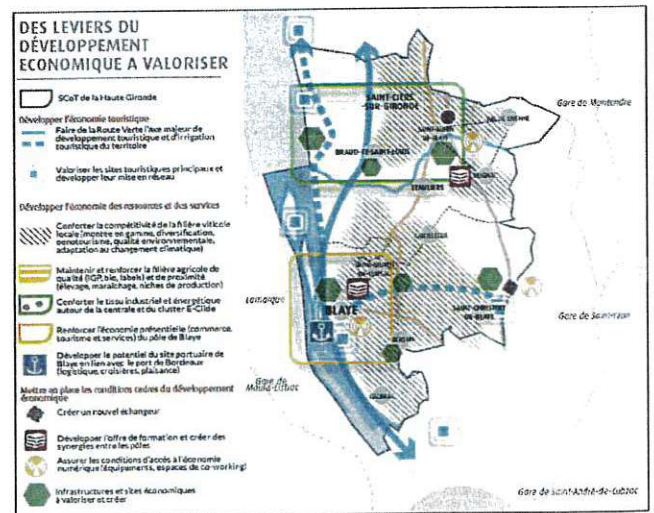 DES LEVIERS DU
DÉVELOPPEMENT
ECONOMIQUE A VALORISER
SCoT de la Haute Gironde
Développer l'économie touristique
Faire de la Route Verte l'axe majeur de
développement touristique et d'irrigation
touristique du territoire
Valoriser les sites touristiques principaux et
développer leur mise en réseau
Développer l'économie des ressources et des services
Conforter la compétitivité de la filière viticole
locale (montée en gamme, diversification,
oenotourisme, qualité environnementale,
adaptation au changement climatique)
Maintenir et renforcer la filière agricole de
qualité (IGP, bio, labels) et de proximité
(élevage, maraîchage, niches de production)
Conforter le tissu industriel et énergétique
autour de la centrale et du cluster E-Clide
Renforcer l'économie présentielle (commerce,
tourisme et services) du pôle de Blaye
Développer le potentiel du site portuaire de
Blaye en lien avec le port de Bordeaux
(logistique, croisières, plaisance)
Mettre en place les conditions cadres du développement
économique
Créer un nouvel échangeur
Développer l'offre de formation et créer des
synergies entre les pôles
Assurer les conditions d'accès à l'économie
numérique (équipements, espaces de co-working)
Infrastructures et sites économiques
à valoriser et créer
SAINT-CIERS
-SUR-GIRONDE
Gare de Montendre
SAINT-AUBIN
DE-BLAYE
BRAUD-ET-SAINT-LOUIS
ETAULIERS
REIGNAC
Lamarque
BLAYE
SAINT-CHRISTOLY
DE-BLAYE
Gare de
BERSON
Gare de Saint-André-de-Cubzac